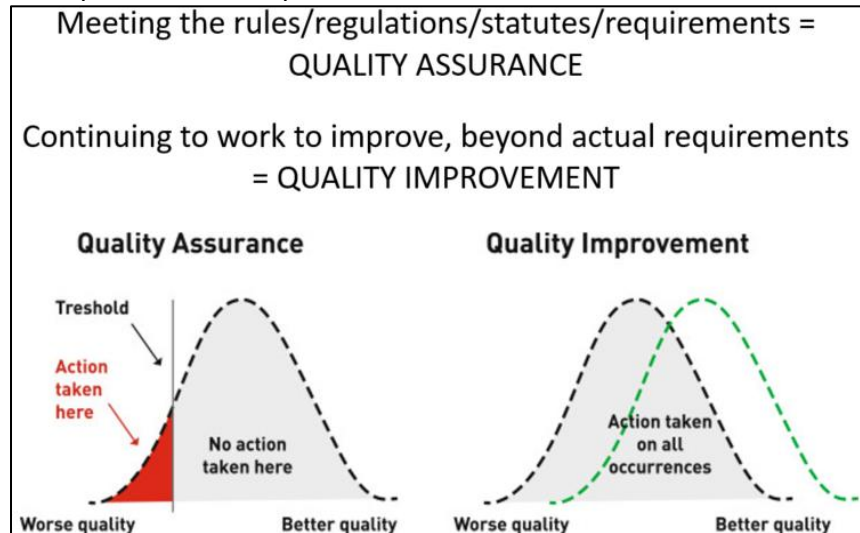 Meeting the rules/regulations/statutes/requirements =
QUALITY ASSURANCE
Continuing to work to improve, beyond actual requirements
= QUALITY IMPROVEMENT
Quality Assurance
Treshold
Action
taken
here
No action
taken here
Worse quality
Better quality
Quality Improvement
Action taken
on all
occurrences
Worse quality
Better quality